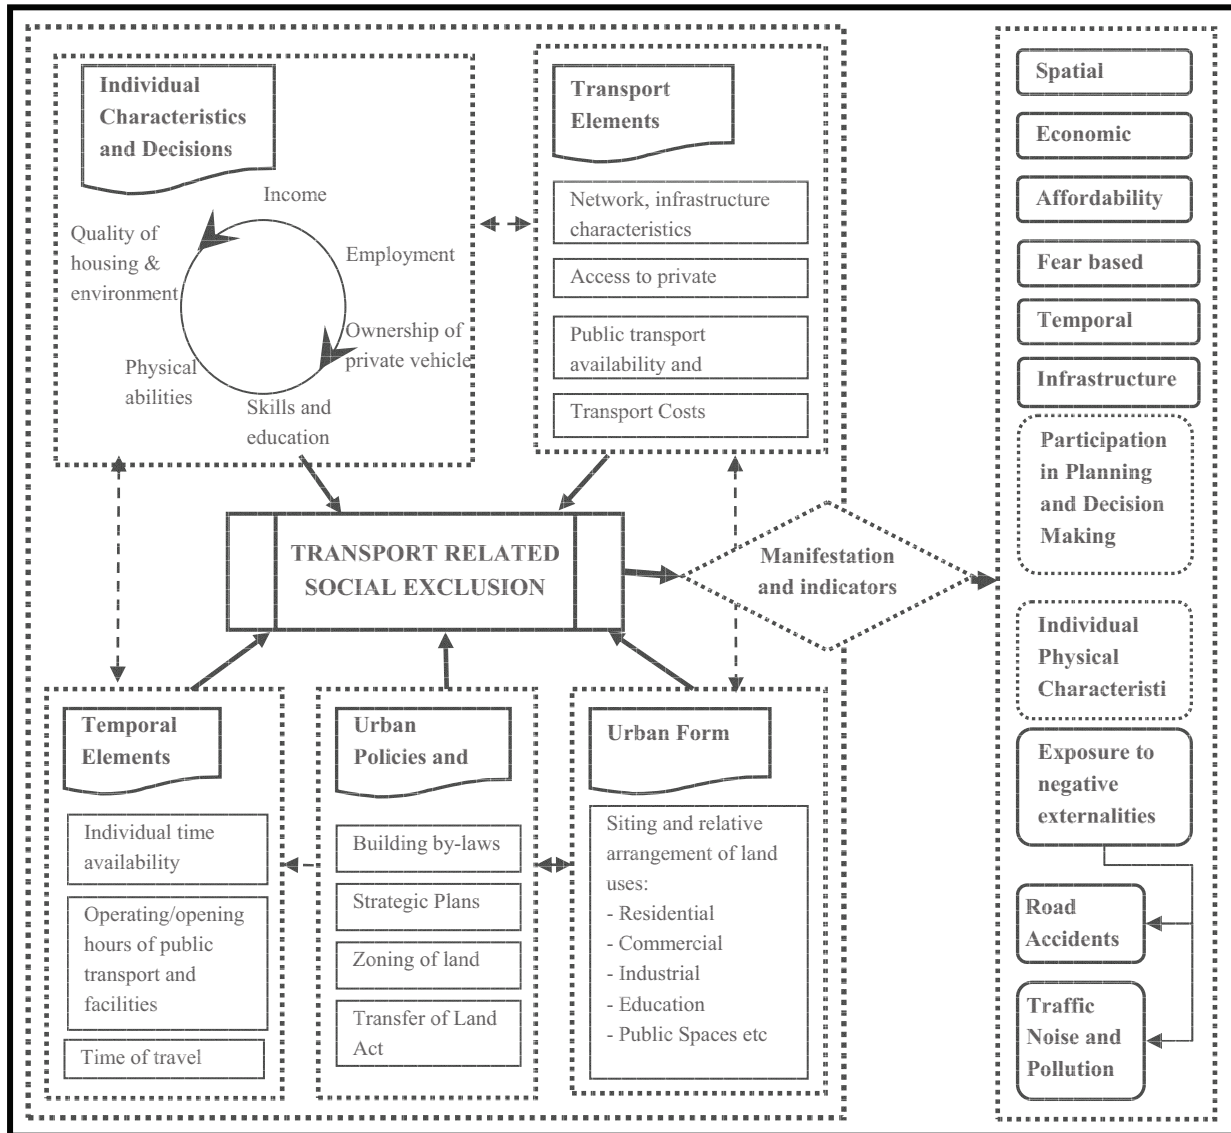 Individual
Characteristics
and Decisions
Income
Quality of
housing &
environment
Employment
Ownership of
private vehicle
Physical
abilities
Skills and
education
Transport
Elements
Network, infrastructure
characteristics
Access to private
Public transport
availability and
Transport Costs
TRANSPORT RELATED
SOCIAL EXCLUSION
Manifestation
and indicators
Temporal
Elements
Individual time
availability
Operating/opening
hours of public
transport and
facilities
Time of travel
Urban
Policies and
Building by-laws
Strategic Plans
Zoning of land
Transfer of Land
Act
Urban Form
Siting and relative
arrangement of land
uses:
- Residential
- Commercial
- Industrial
- Education
- Public Spaces etc
Spatial
Economic
Affordability
Fear based
Temporal
Infrastructure
Participation
in Planning
and Decision
Making
Individual
Physical
Characteristi
Exposure to
negative
externalities
Road
Accidents
Traffic
Noise and
Pollution